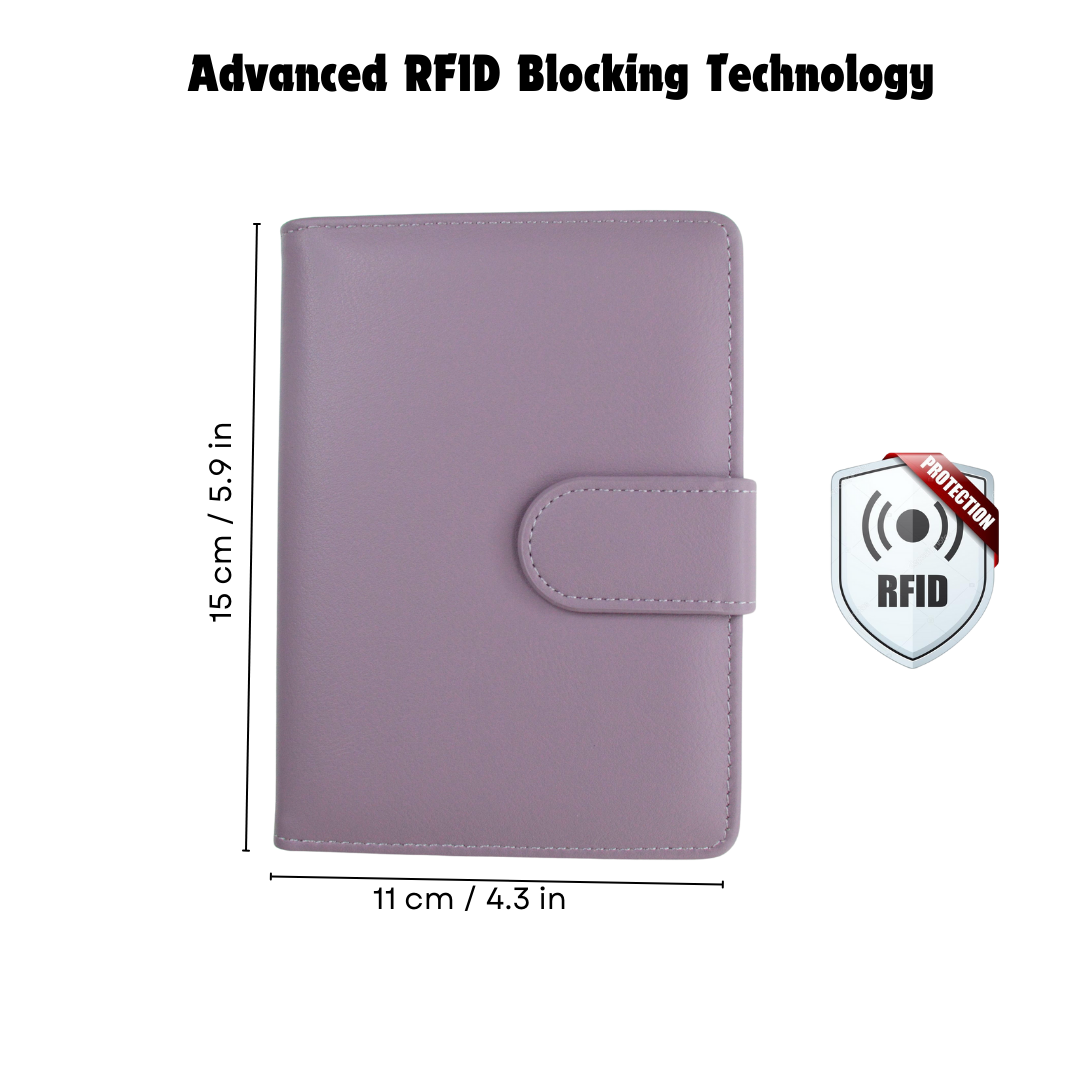 Advanced RFID Blocking Technology
15 cm / 5.9 in
PROTECTION
RFID
11 cm / 4.3 in